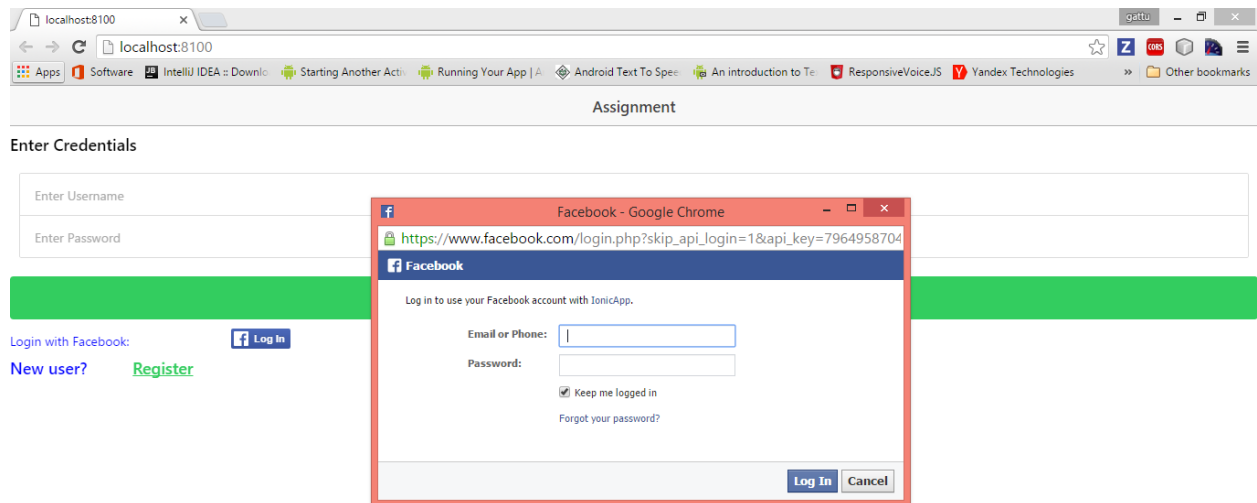 localhost:8100
gattu
localhost:8100
Apps Software IntelliJ IDEA :: Downlo Starting Another Acti Running Your App | A Android Text To Spee An introduction to Te ResponsiveVoice.JS Yandex Technologies » Other bookmarks
Assignment
Enter Credentials
Enter Username
Enter Password
Login with Facebook: Log In
New user? Register
Facebook - Google Chrome
https://www.facebook.com/login.php?skip_api_login=1&api_key=7964958704
Facebook
Log in to use your Facebook account with IonicApp.
Email or Phone:
Password:
Keep me logged in
Forgot your password?
Log In Cancel